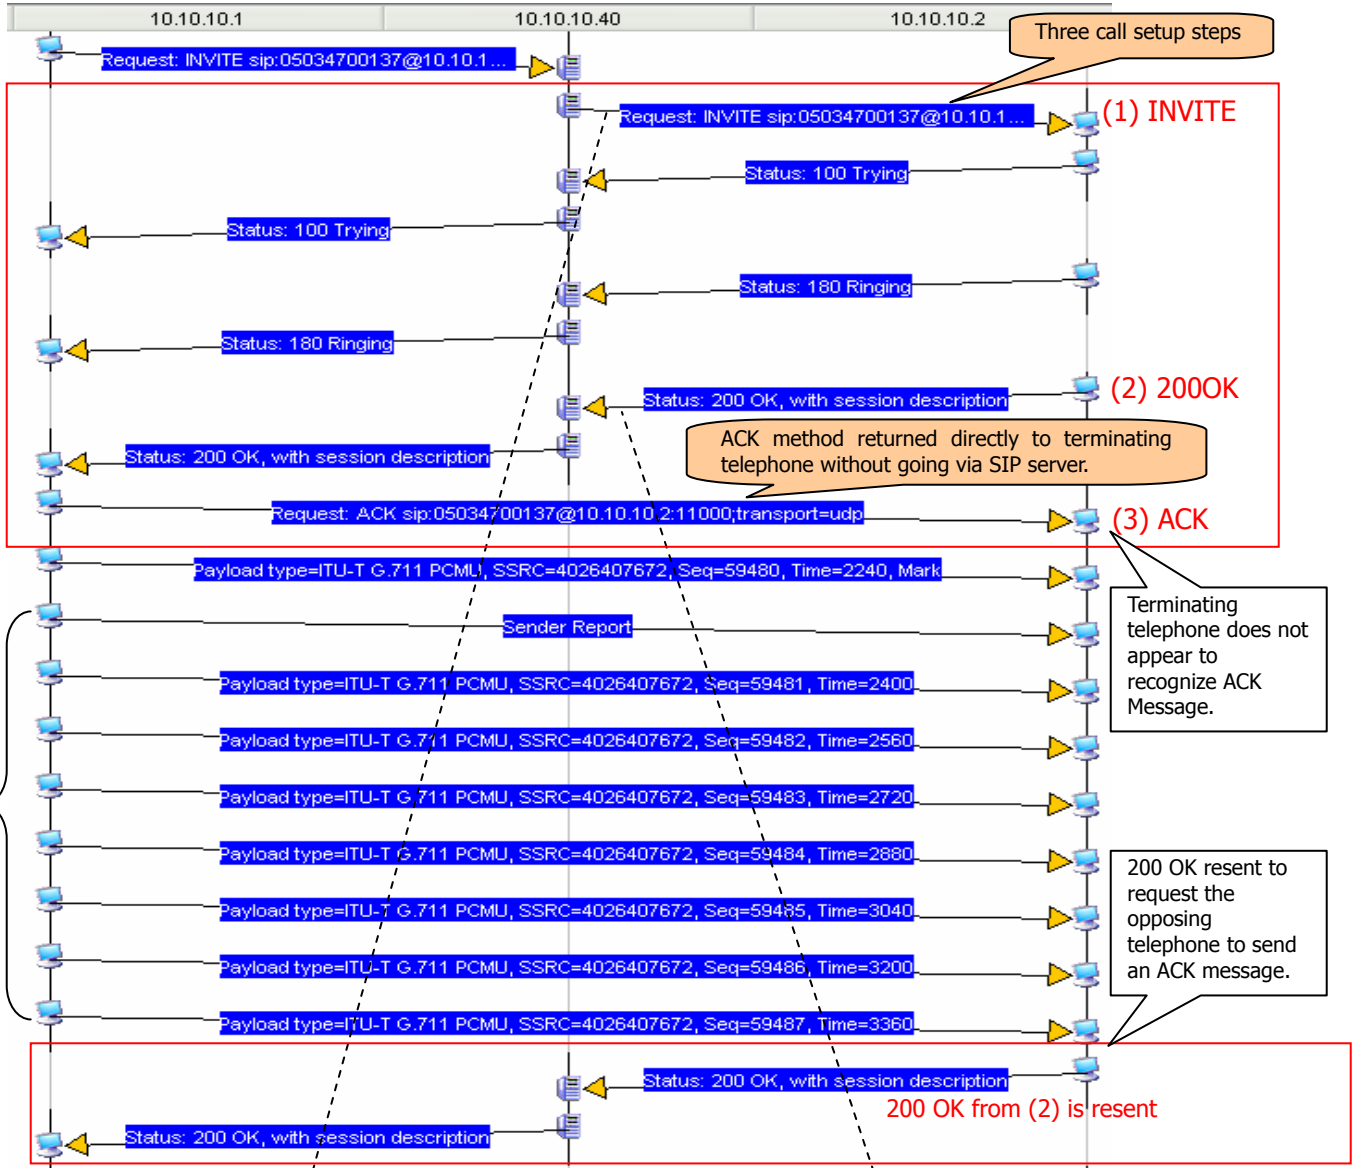 10.10.10.1
10.10.10.40
10.10.10.2
Three call setup steps
Request: INVITE sip:05034700137@10.10.1...
Request: INVITE sip:05034700137@10.10.1...
(1) INVITE
Status: 100 Trying
Status: 100 Trying
Status: 180 Ringing
Status: 180 Ringing
Status: 200 OK, with session description
(2) 200OK
ACK method returned directly to terminating
telephone without going via SIP server.
Status: 200 OK, with session description
Request: ACK sip:05034700137@10.10.10.2:11000;transport=udp
(3) ACK
Payload type=ITU-T G.711 PCMU, SSRC=4026407672, Seq=59480, Time=2240, Mark
Terminating
telephone does not
appear to
recognize ACK
Message.
Sender Report
Payload type=ITU-T G.711 PCMU, SSRC=4026407672, Seq=59481, Time=2400
Payload type=ITU-T G.711 PCMU, SSRC=4026407672, Seq=59482, Time=2560
Payload type=ITU-T G.711 PCMU, SSRC=4026407672, Seq=59483, Time=2720
Payload type=ITU-T G.711 PCMU, SSRC=4026407672, Seq=59484, Time=2880
Payload type=ITU-T G.711 PCMU, SSRC=4026407672, Seq=59485, Time=3040
Payload type=ITU-T G.711 PCMU, SSRC=4026407672, Seq=59486, Time=3200
Payload type=ITU-T G.711 PCMU, SSRC=4026407672, Seq=59487, Time=3360
200 OK resent to
request the
opposing
telephone to send
an ACK message.
Status: 200 OK, with session description
200 OK from (2) is resent
Status: 200 OK, with session description